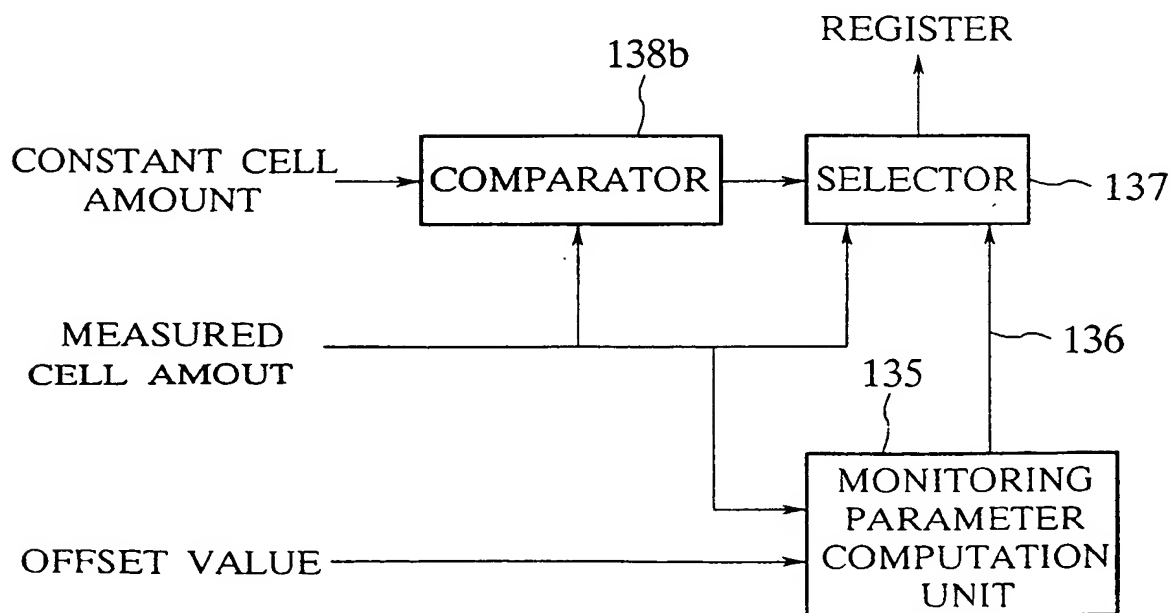 REGISTER
138b
CONSTANT CELL
AMOUNT
COMPARATOR
SELECTOR
137
MEASURED
CELL AMOUT
136
135
MONITORING
PARAMETER
COMPUTATION
UNIT
OFFSET VALUE